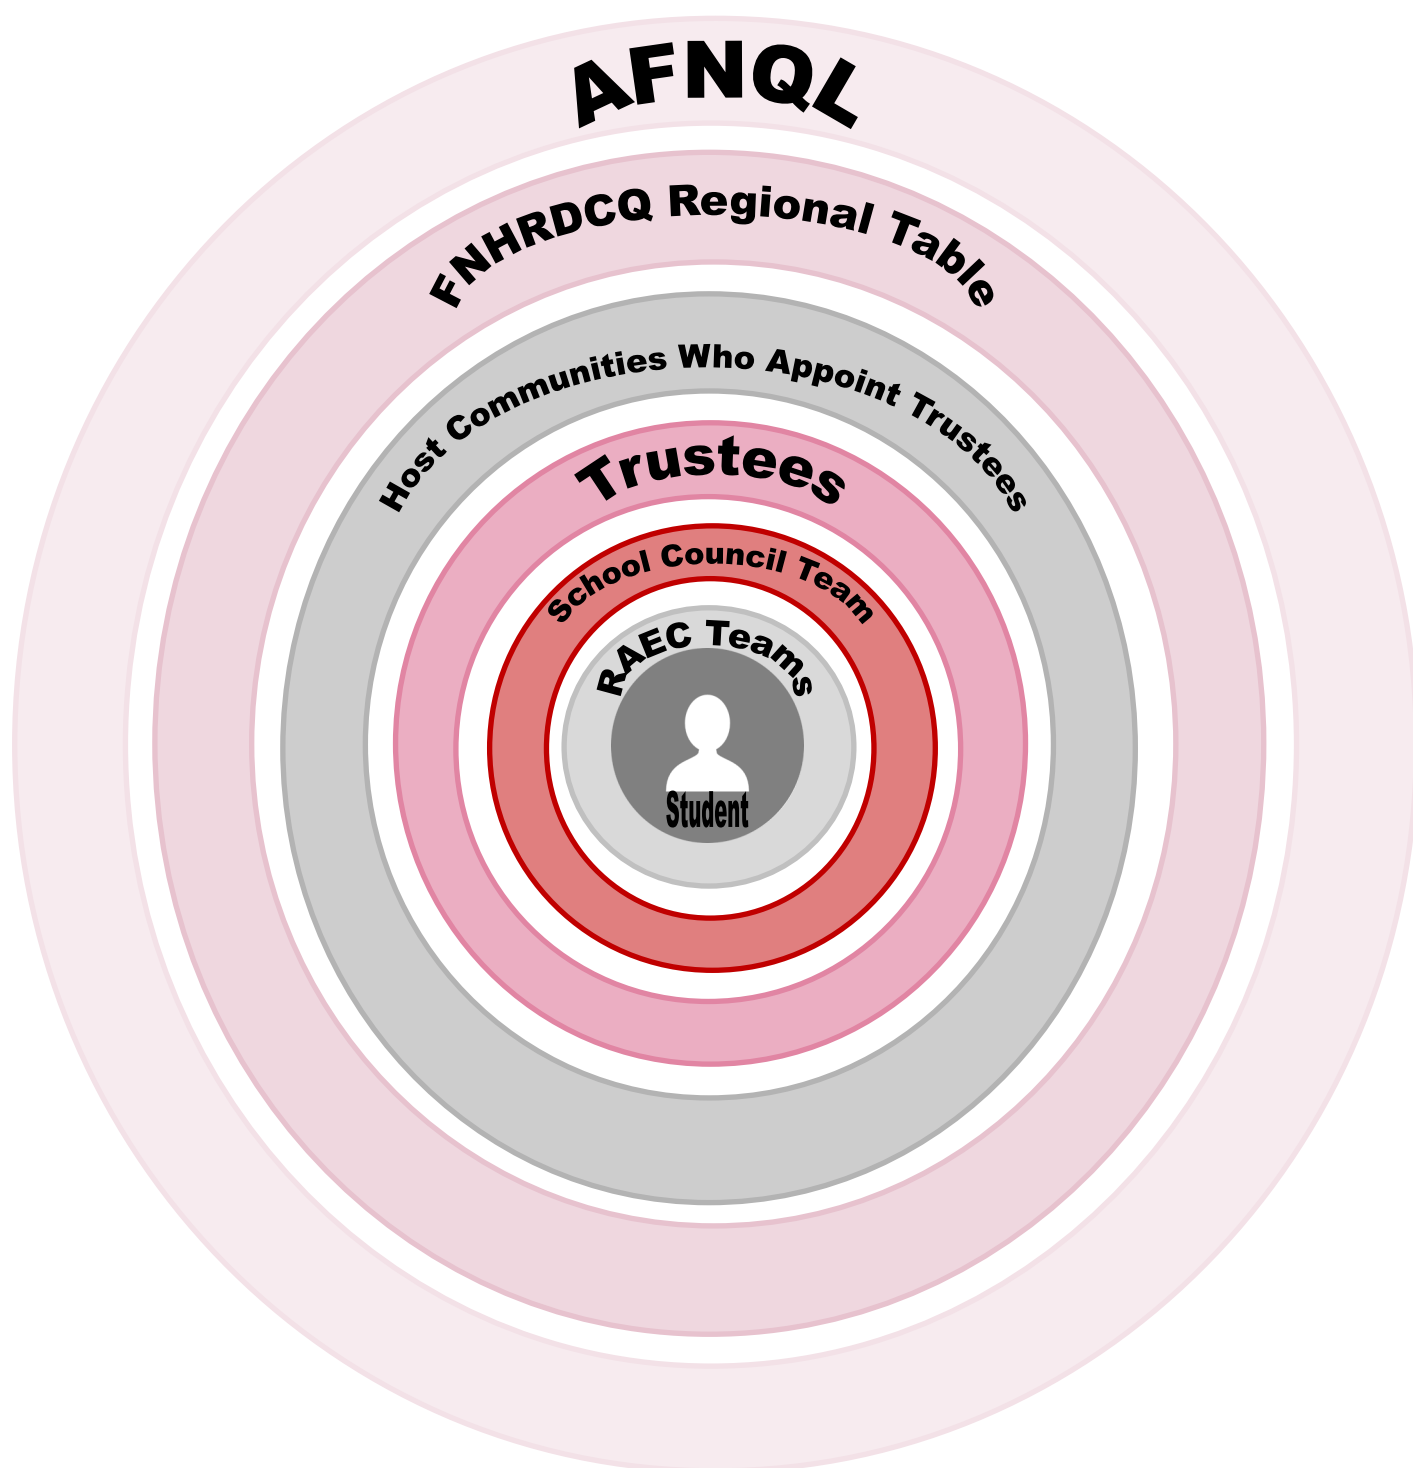 AFNQL
FNHRDCQ Regional Table
Host Communities Who Appoint Trustees
Trustees
School Council Team
RAEC Teams
Student